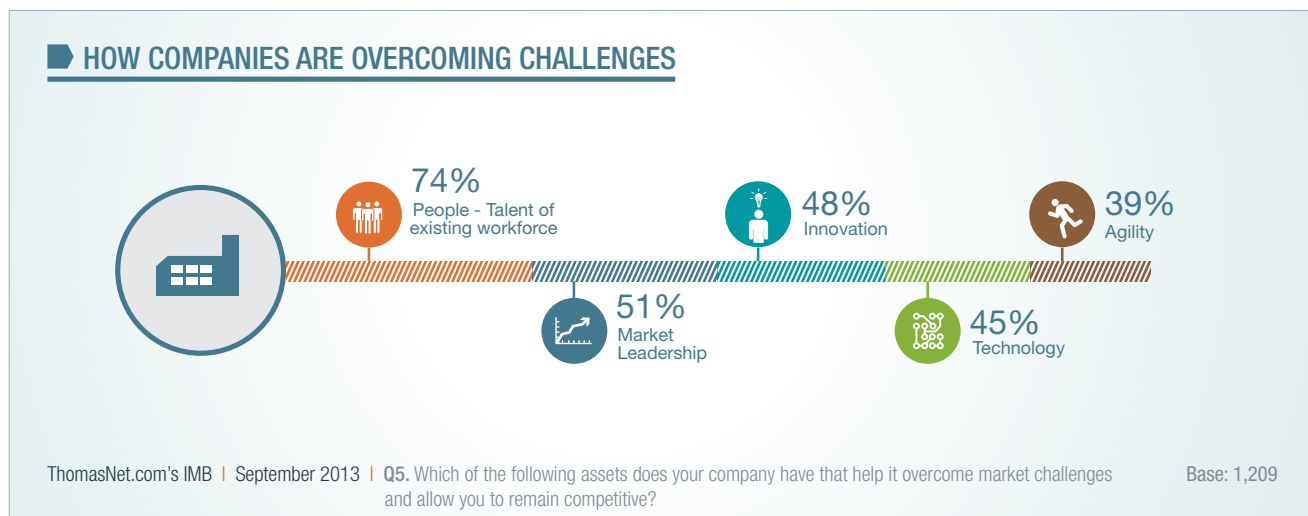 HOW COMPANIES ARE OVERCOMING CHALLENGES
74%
People - Talent of
existing workforce
51%
Market
Leadership
48%
Innovation
45%
Technology
39%
Agility
ThomasNet.com's IMB | September 2013 | Q5. Which of the following assets does your company have that help it overcome market challenges
and allow you to remain competitive?
Base: 1,209